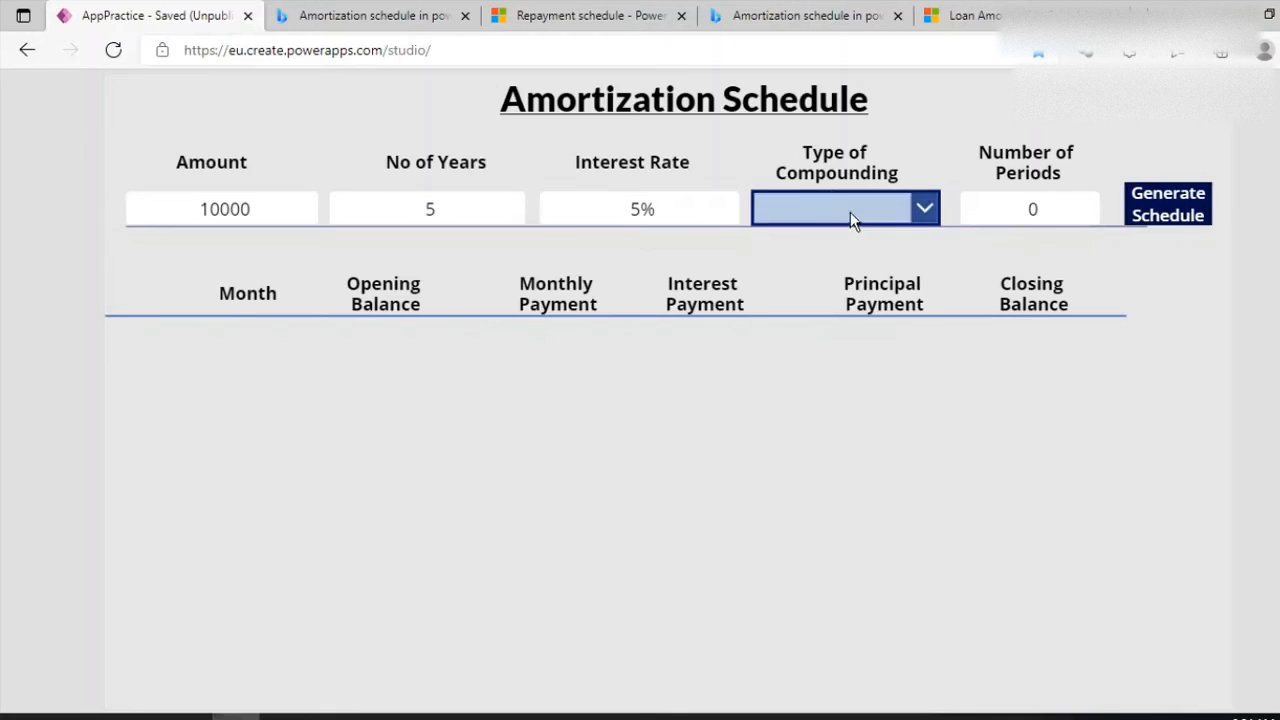 AppPractice - Saved (Unpubli
Amortization schedule in po
Repayment schedule - Power
Amortization schedule in po
Loan Amo
https://eu.create.powerapps.com/studio/
Amortization Schedule
Amount
No of Years
Interest Rate
Type of
Compounding
Number of
Periods
10000
5
5%
0
Generate
Schedule
Month
Opening
Balance
Monthly
Payment
Interest
Payment
Principal
Payment
Closing
Balance